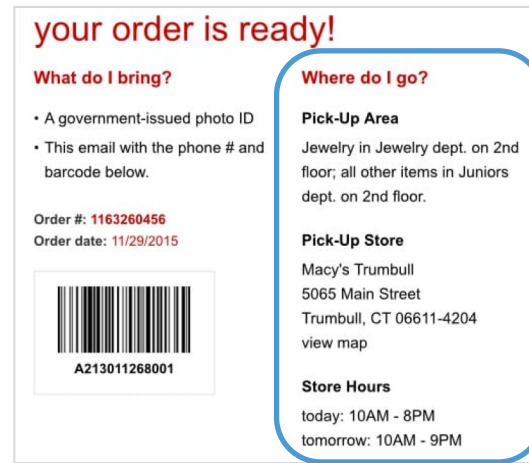 your order is ready!
What do I bring?
• A government-issued photo ID
• This email with the phone # and
barcode below.
Order #: 1163260456
Order date: 11/29/2015
A213011268001
Where do I go?
Pick-Up Area
Jewelry in Jewelry dept. on 2nd
floor; all other items in Juniors
dept. on 2nd floor.
Pick-Up Store
Macy's Trumbull
5065 Main Street
Trumbull, CT 06611-4204
view map
Store Hours
today: 10AM - 8PM
tomorrow: 10AM - 9PM